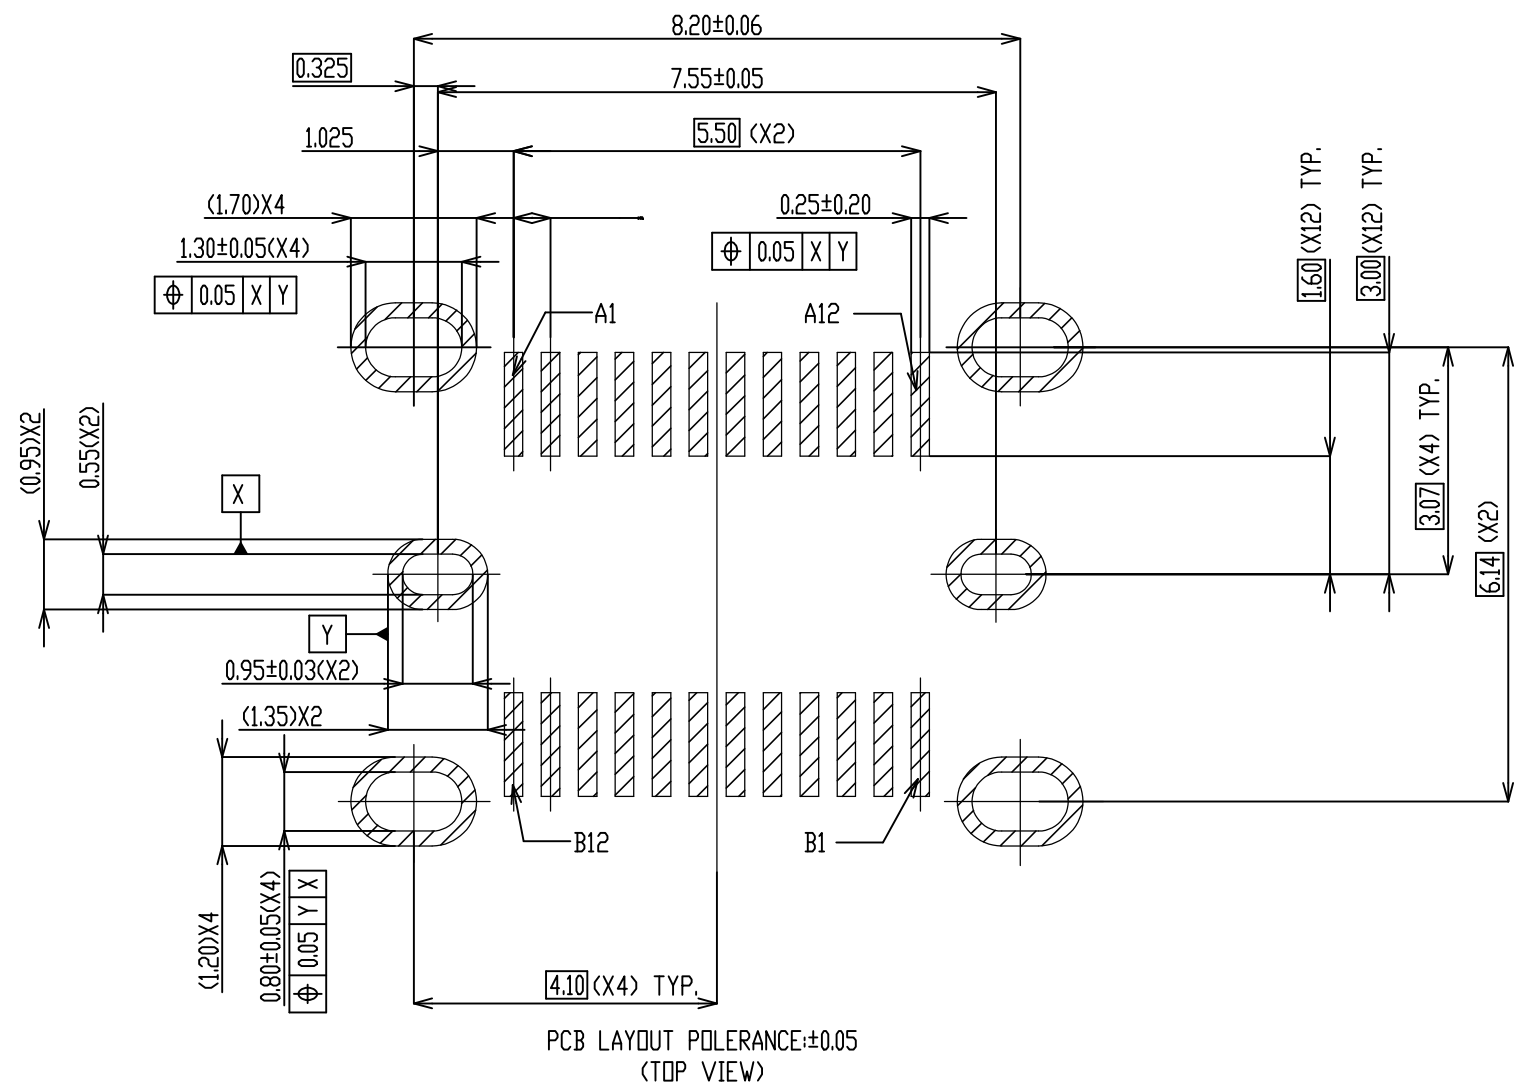 8.20±0.06
0.325
7.55±0.05
1.025
5.50 (X2)
(1.70)X4
0.25±0.20
1.30±0.05(X4)
⌖ 0.05 X Y
⌖ 0.05 X Y
1.60 (X12) TYP.
3.00 (X12) TYP.
A1
A12
(0.95)X2
0.55(X2)
X
3.07 (X4) TYP.
6.14 (X2)
Y
0.95±0.03(X2)
(1.35)X2
B12
B1
(1.20)X4
0.80±0.05(X4)
⌖ 0.05 Y X
4.10 (X4) TYP.
PCB LAYOUT POLERANCE:±0.05
(TOP VIEW)